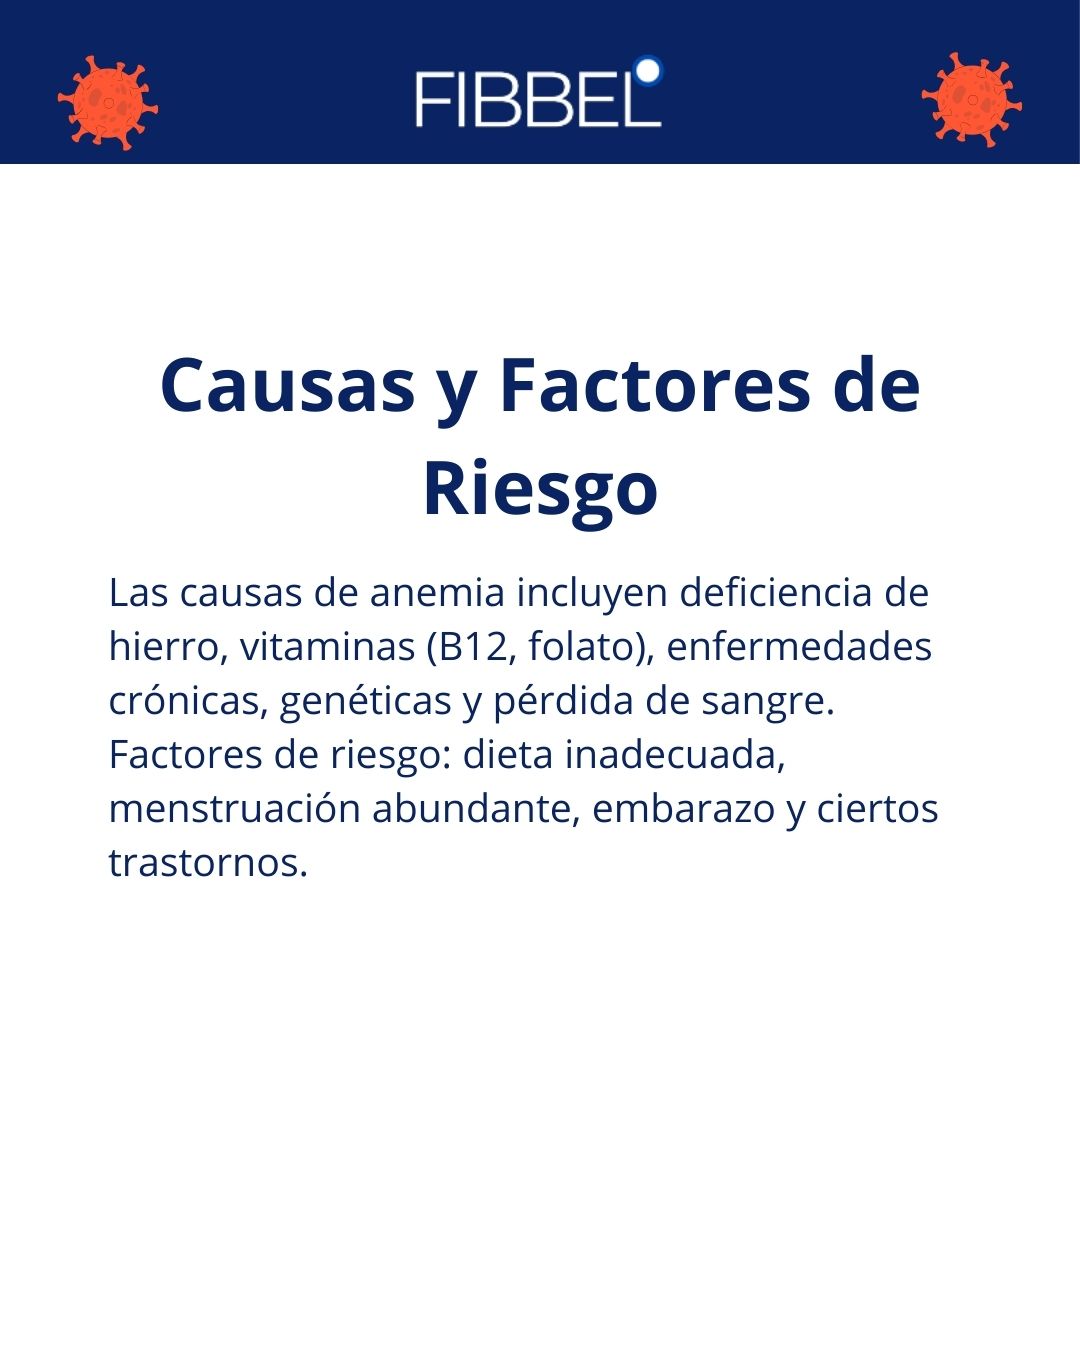 FIBBEL
Causas y Factores de
Riesgo
Las causas de anemia incluyen deficiencia de
hierro, vitaminas (B12, folato), enfermedades
crónicas, genéticas y pérdida de sangre.
Factores de riesgo: dieta inadecuada,
menstruación abundante, embarazo y ciertos
trastornos.